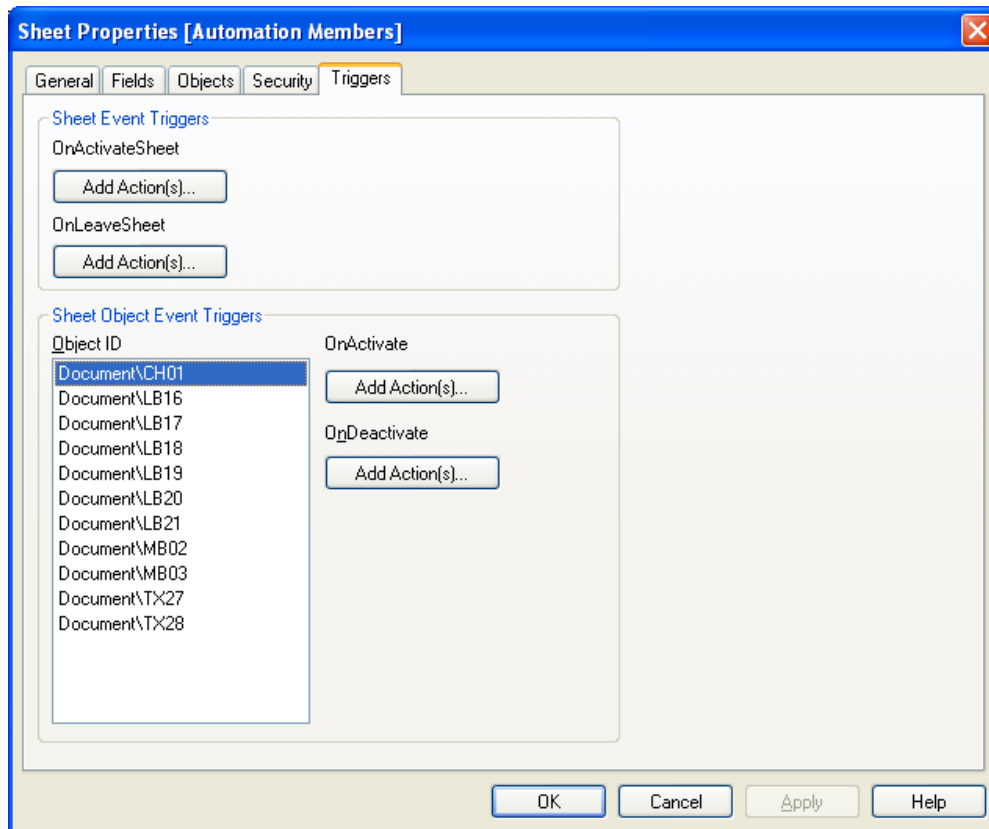 Sheet Properties [Automation Members]
General Fields Objects Security Triggers
Sheet Event Triggers
OnActivateSheet
Add Action(s)...
OnLeaveSheet
Add Action(s)...
Sheet Object Event Triggers
Object ID
OnActivate
Document\CH01
Document\LB16
Document\LB17
Document\LB18
Document\LB19
Document\LB20
Document\LB21
Document\MB02
Document\MB03
Document\TX27
Document\TX28
Add Action(s)...
OnDeactivate
Add Action(s)...
OK Cancel Apply Help